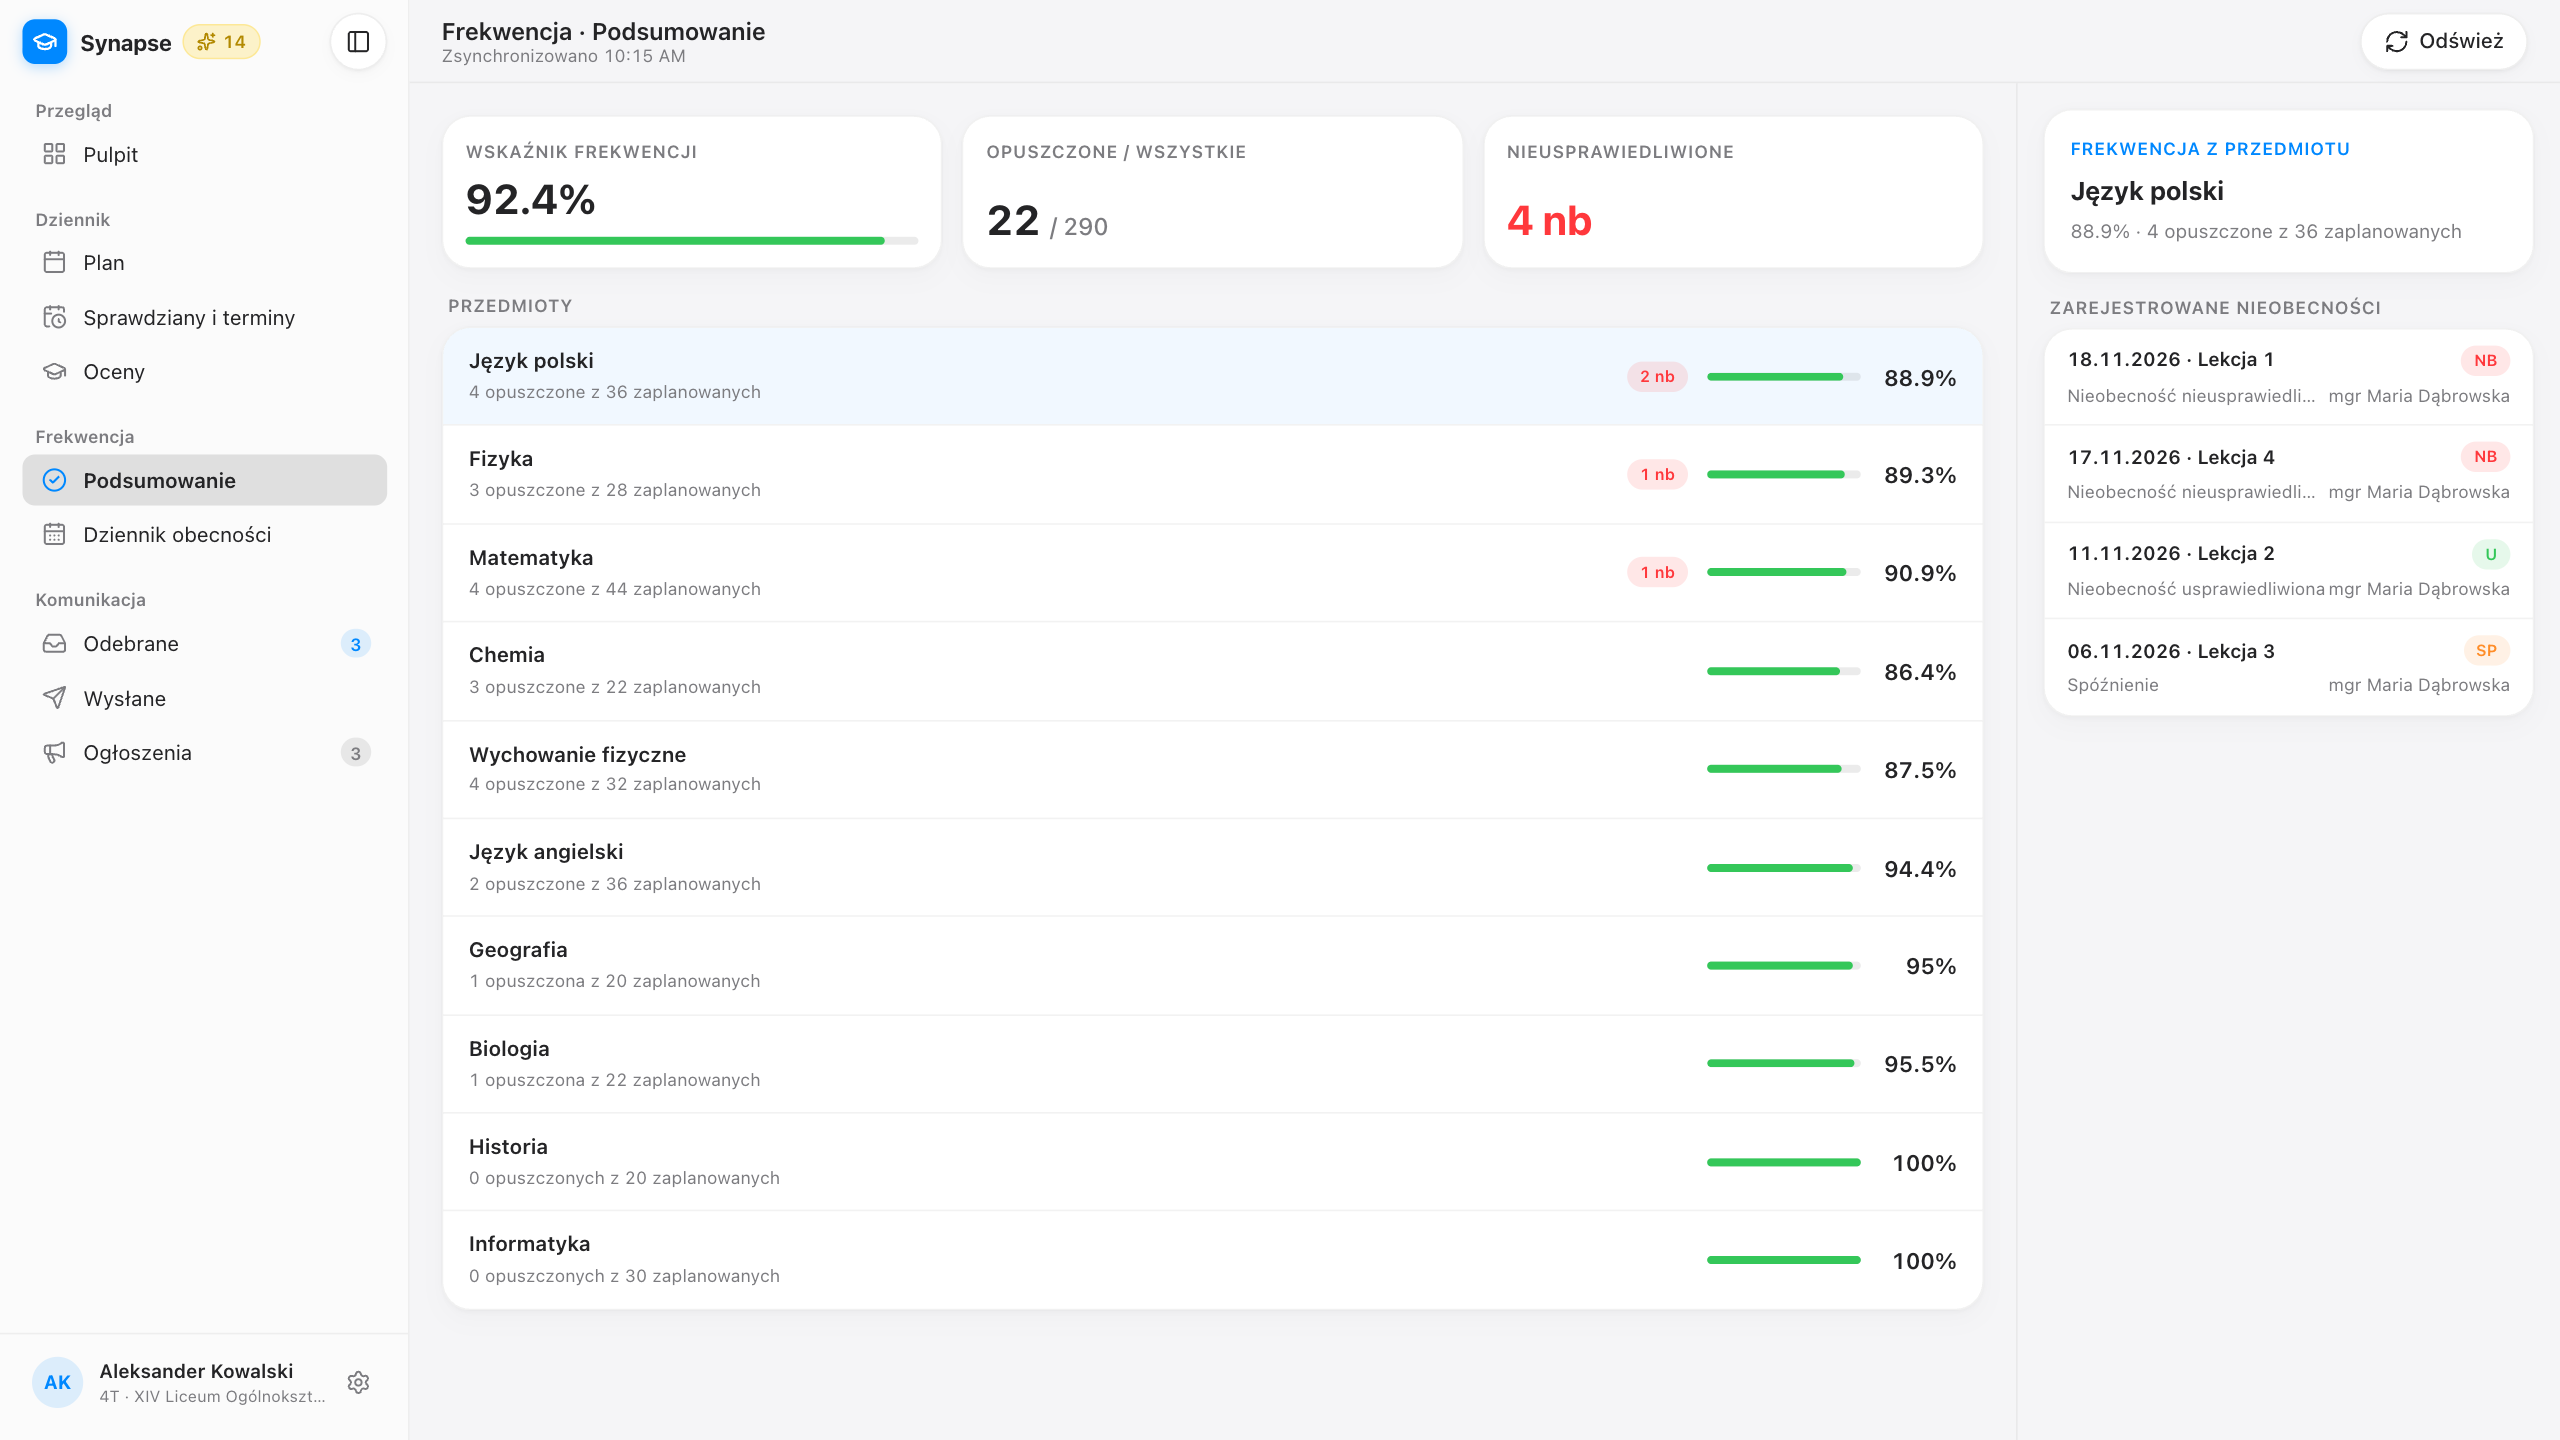 Synapse
14
Przegląd
Pulpit
Dziennik
Plan
Sprawdziany i terminy
Oceny
Frekwencja
Podsumowanie
Dziennik obecności
Komunikacja
Odebrane 3
Wysłane
Ogłoszenia 3
AK
Aleksander Kowalski
4T · XIV Liceum Ogólnokszt...
Frekwencja · Podsumowanie
Zsynchronizowano 10:15 AM
Odśwież
WSKAŹNIK FREKWENCJI
92.4%
OPUSZCZONE / WSZYSTKIE
22 / 290
NIEUSPRAWIEDLIWIONE
4 nb
PRZEDMIOTY
Język polski
4 opuszczone z 36 zaplanowanych
2 nb
88.9%
Fizyka
3 opuszczone z 28 zaplanowanych
1 nb
89.3%
Matematyka
4 opuszczone z 44 zaplanowanych
1 nb
90.9%
Chemia
3 opuszczone z 22 zaplanowanych
86.4%
Wychowanie fizyczne
4 opuszczone z 32 zaplanowanych
87.5%
Język angielski
2 opuszczone z 36 zaplanowanych
94.4%
Geografia
1 opuszczona z 20 zaplanowanych
95%
Biologia
1 opuszczona z 22 zaplanowanych
95.5%
Historia
0 opuszczonych z 20 zaplanowanych
100%
Informatyka
0 opuszczonych z 30 zaplanowanych
100%
FREKWENCJA Z PRZEDMIOTU
Język polski
88.9% · 4 opuszczone z 36 zaplanowanych
ZAREJESTROWANE NIEOBECNOŚCI
18.11.2026 · Lekcja 1 NB
Nieobecność nieusprawiedli... mgr Maria Dąbrowska
17.11.2026 · Lekcja 4 NB
Nieobecność nieusprawiedli... mgr Maria Dąbrowska
11.11.2026 · Lekcja 2 U
Nieobecność usprawiedliwiona mgr Maria Dąbrowska
06.11.2026 · Lekcja 3 SP
Spóźnienie mgr Maria Dąbrowska